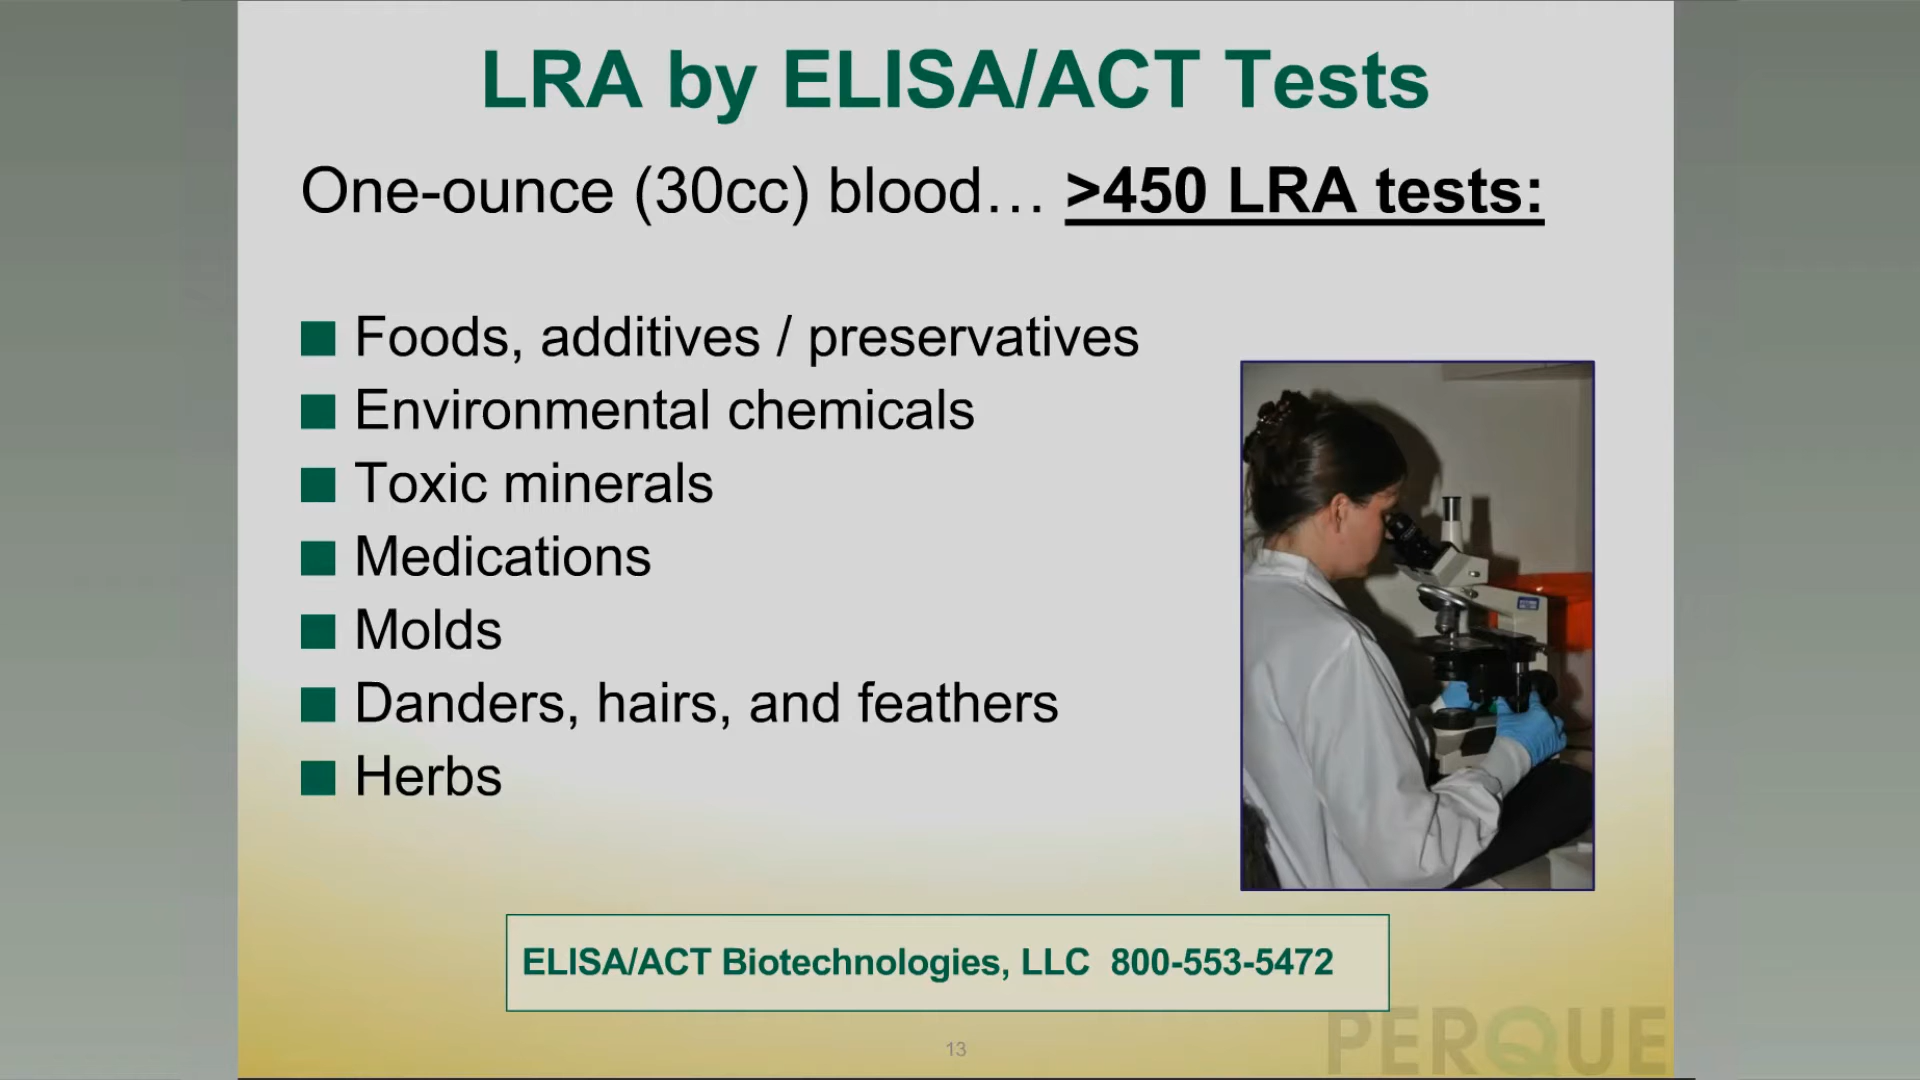 LRA by ELISA/ACT Tests
One-ounce (30cc) blood… >450 LRA tests:
Foods, additives / preservatives
Environmental chemicals
Toxic minerals
Medications
Molds
Danders, hairs, and feathers
Herbs
ELISA/ACT Biotechnologies, LLC 800-553-5472
13
PERQUE